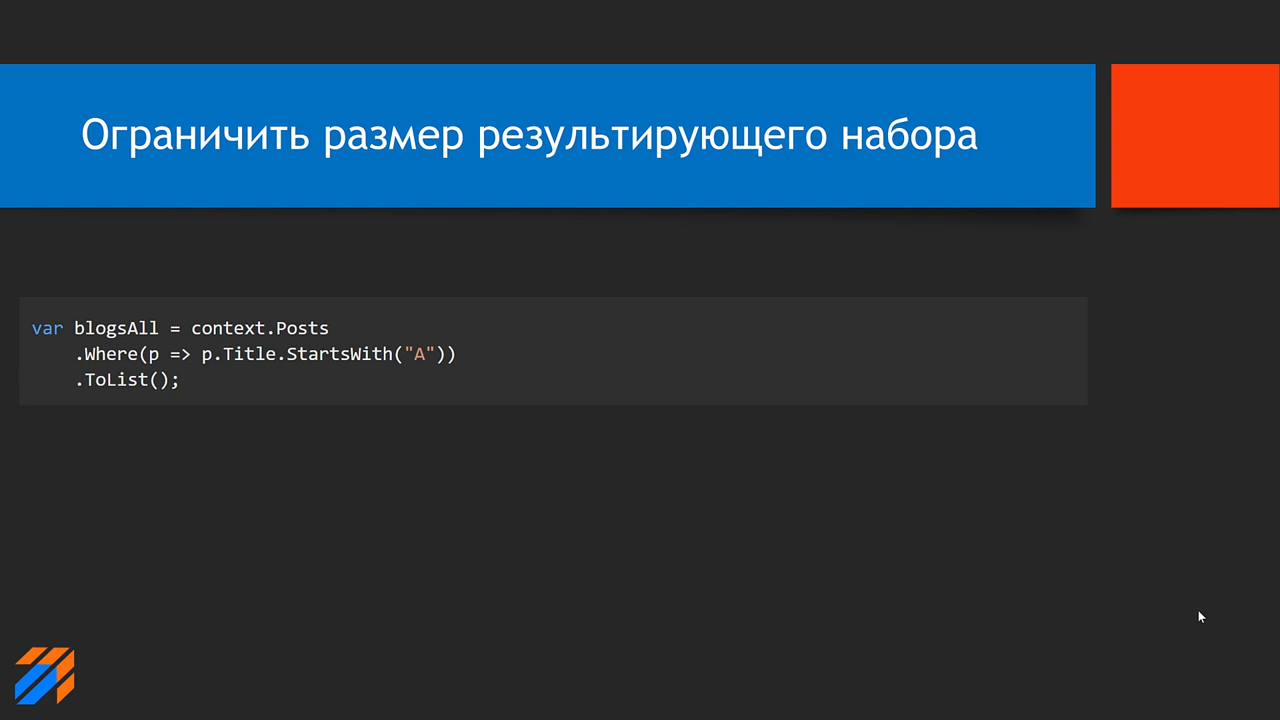 Ограничить размер результирующего набора
var blogsAll = context.Posts
    .Where(p => p.Title.StartsWith("A"))
    .ToList();